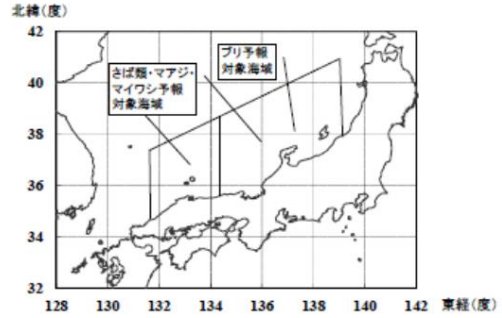 北緯(度)
42
40
38
36
34
32
ブリ予報
対象海域
さば類・マアジ・
マイワシ予報
対象海域
128 130 132 134 136 138 140 142 東経(度)